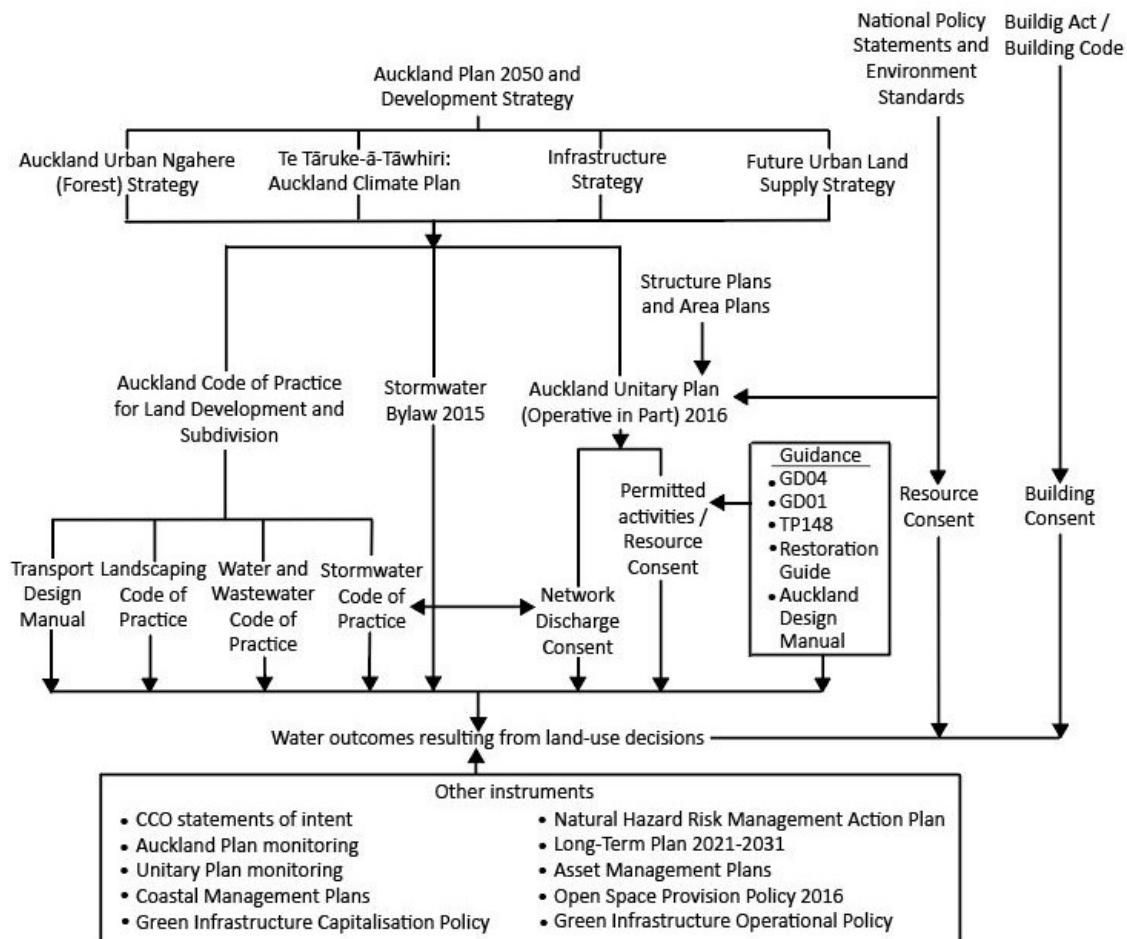 National Policy
Statements and
Environment
Standards
Buildig Act /
Building Code
Auckland Plan 2050 and
Development Strategy
Auckland Urban Ngahere
(Forest) Strategy
Te Tāruke-ā-Tāwhiri:
Auckland Climate Plan
Infrastructure
Strategy
Future Urban Land
Supply Strategy
Structure Plans
and Area Plans
Auckland Code of Practice
for Land Development and
Subdivision
Stormwater
Bylaw 2015
Auckland Unitary Plan
(Operative in Part) 2016
Guidance
• GD04
• GD01
• TP148
• Restoration
Guide
• Auckland
Design
Manual
Permitted
activities /
Resource
Consent
Resource
Consent
Building
Consent
Transport
Design
Manual
Landscaping
Code of
Practice
Water and
Wastewater
Code of
Practice
Stormwater
Code of
Practice
Network
Discharge
Consent
Water outcomes resulting from land-use decisions
Other instruments
• CCO statements of intent
• Auckland Plan monitoring
• Unitary Plan monitoring
• Coastal Management Plans
• Green Infrastructure Capitalisation Policy
• Natural Hazard Risk Management Action Plan
• Long-Term Plan 2021-2031
• Asset Management Plans
• Open Space Provision Policy 2016
• Green Infrastructure Operational Policy